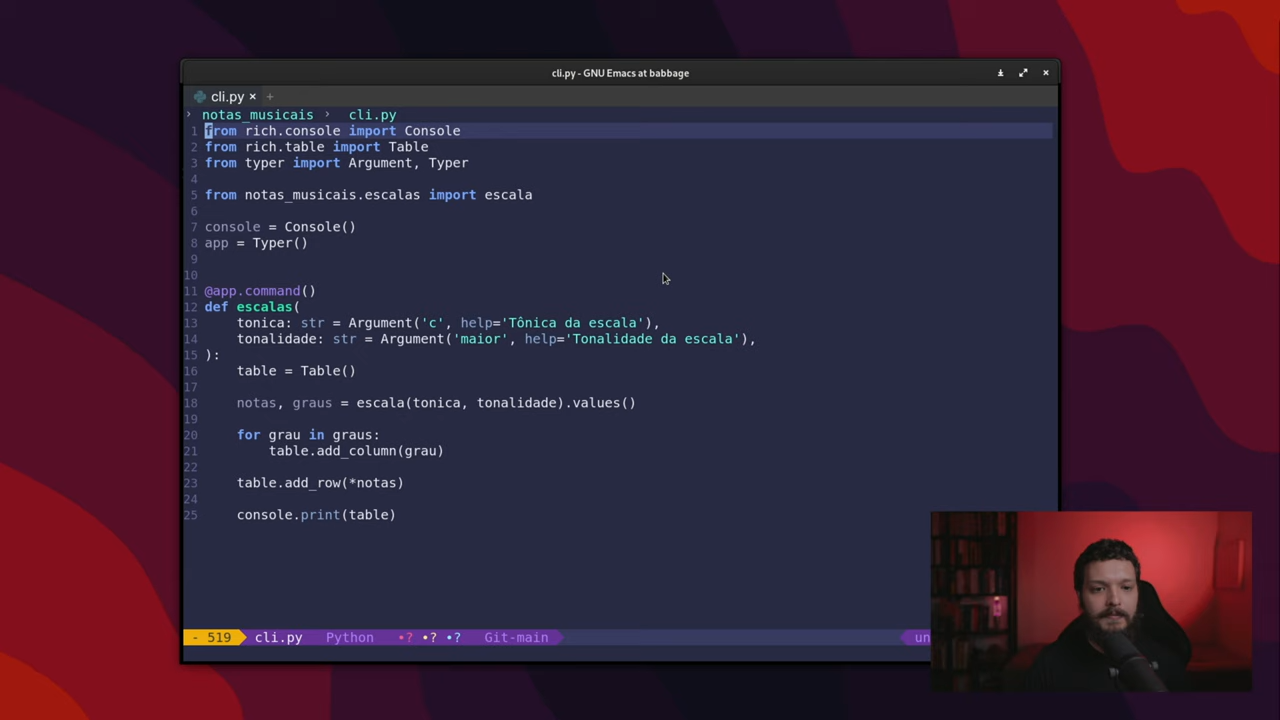 cli.py - GNU Emacs at babbage
cli.py × +
› notas_musicais › cli.py
1 from rich.console import Console
2 from rich.table import Table
3 from typer import Argument, Typer
4
5 from notas_musicais.escalas import escala
6
7 console = Console()
8 app = Typer()
9
10
11 @app.command()
12 def escalas(
13     tonica: str = Argument('c', help='Tônica da escala'),
14     tonalidade: str = Argument('maior', help='Tonalidade da escala'),
15 ):
16     table = Table()
17
18     notas, graus = escala(tonica, tonalidade).values()
19
20     for grau in graus:
21         table.add_column(grau)
22
23     table.add_row(*notas)
24
25     console.print(table)
- 519 cli.py Python •? •? •? Git-main un